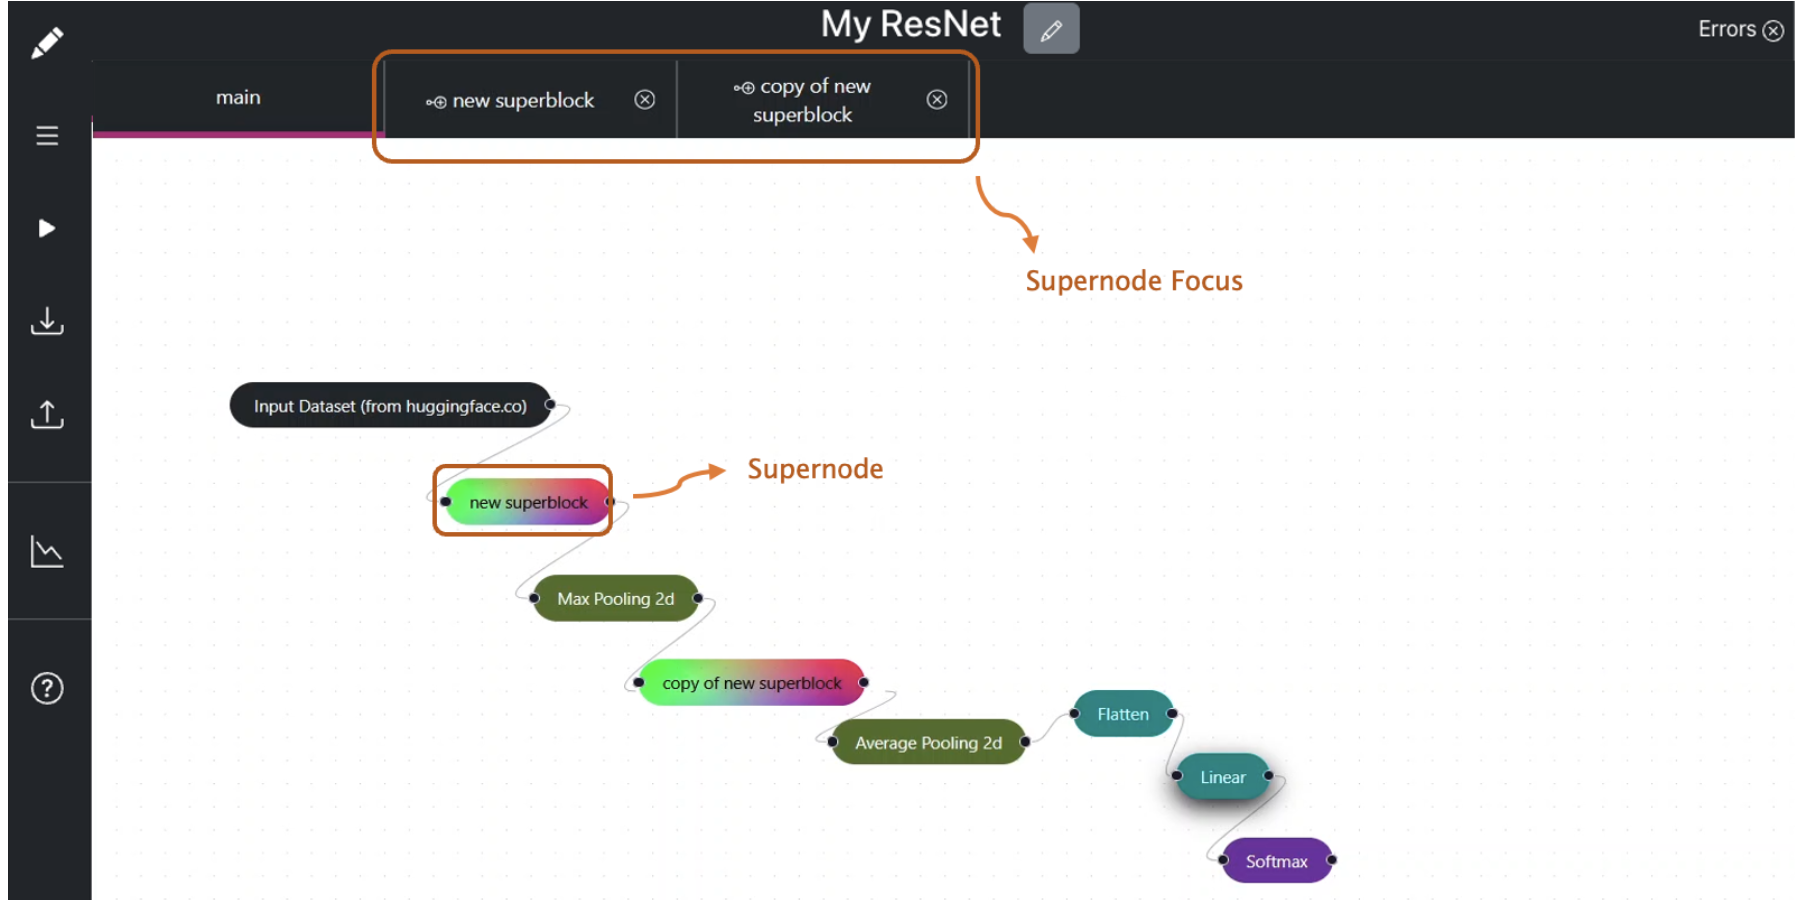 My ResNet
Errors
main
new superblock
copy of new
superblock
Supernode Focus
Input Dataset (from huggingface.co)
Supernode
new superblock
Max Pooling 2d
copy of new superblock
Flatten
Average Pooling 2d
Linear
Softmax